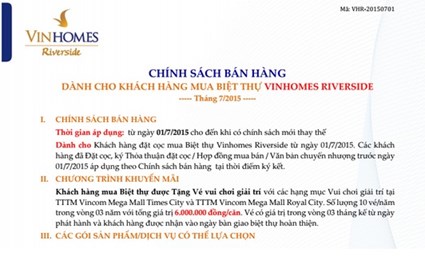 Mã: VHR-20150701
VINHOMES
Riverside
CHÍNH SÁCH BÁN HÀNG
DÀNH CHO KHÁCH HÀNG MUA BIỆT THỰ VINHOMES RIVERSIDE
----- Tháng 7/2015 -----
I. CHÍNH SÁCH BÁN HÀNG
Thời gian áp dụng: từ ngày 01/7/2015 cho đến khi có chính sách mới thay thế
Dành cho Khách hàng đặt cọc mua Biệt thự Vinhomes Riverside từ ngày 01/7/2015. Các khách
hàng đã Đặt cọc, ký Thỏa thuận đặt cọc / Hợp đồng mua bán / Văn bản chuyển nhượng trước ngày
01/7/2015 áp dụng theo Chính sách bán hàng tại thời điểm ký kết.
II. CHƯƠNG TRÌNH KHUYẾN MÃI
Khách hàng mua Biệt thự được Tặng Vé vui chơi giải trí với các hạng mục Vui chơi giải trí tại
TTTM Vincom Mega Mall Times City và TTTM Vincom Mega Mall Royal City. Số lượng 10 vé/năm
trong vòng 03 năm với tổng giá trị 6.000.000 đồng/căn. Vé có giá trị trong vòng 03 tháng kể từ ngày
phát hành và khách hàng được nhận vào ngày bàn giao biệt thự hoàn thiện.
III. CÁC GÓI SẢN PHẨM/DỊCH VỤ CÓ THỂ LỰA CHỌN